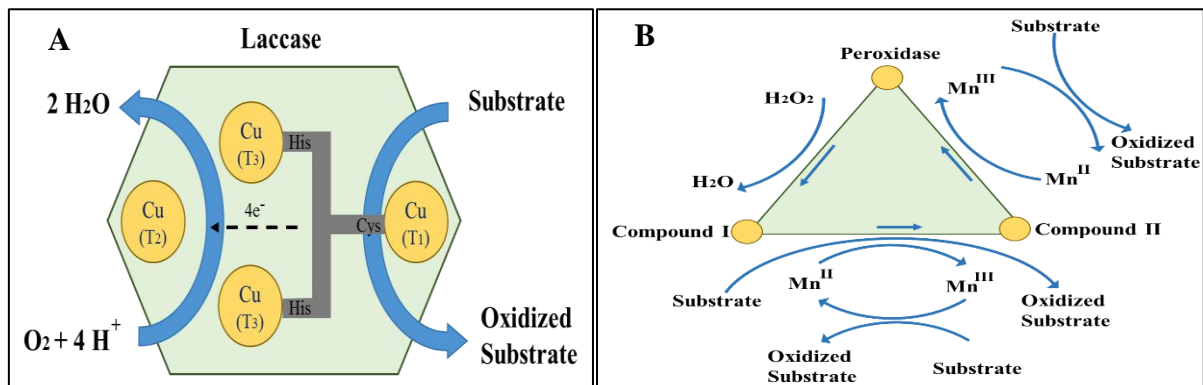 A
Laccase
2 H2O
Substrate
Cu
(T3)
His
Cu
(T2)
4e-
Cys
Cu
(T1)
Cu
(T3)
His
O2 + 4 H+
Oxidized
Substrate
B
Substrate
Peroxidase
MnIII
H2O2
Oxidized
Substrate
MnII
H2O
Compound I
Compound II
MnII
MnIII
Substrate
Oxidized
Substrate
Oxidized
Substrate
Substrate